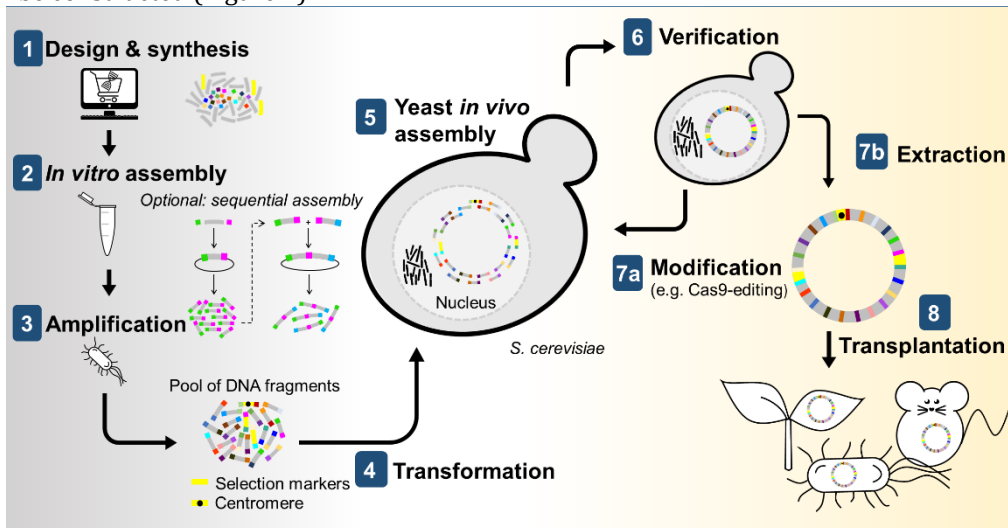 1 Design & synthesis
2 In vitro assembly
Optional: sequential assembly
+
3 Amplification
Pool of DNA fragments
Selection markers
Centromere
4 Transformation
5 Yeast in vivo
assembly
Nucleus
S. cerevisiae
6 Verification
7a Modification
(e.g. Cas9-editing)
7b Extraction
8
Transplantation